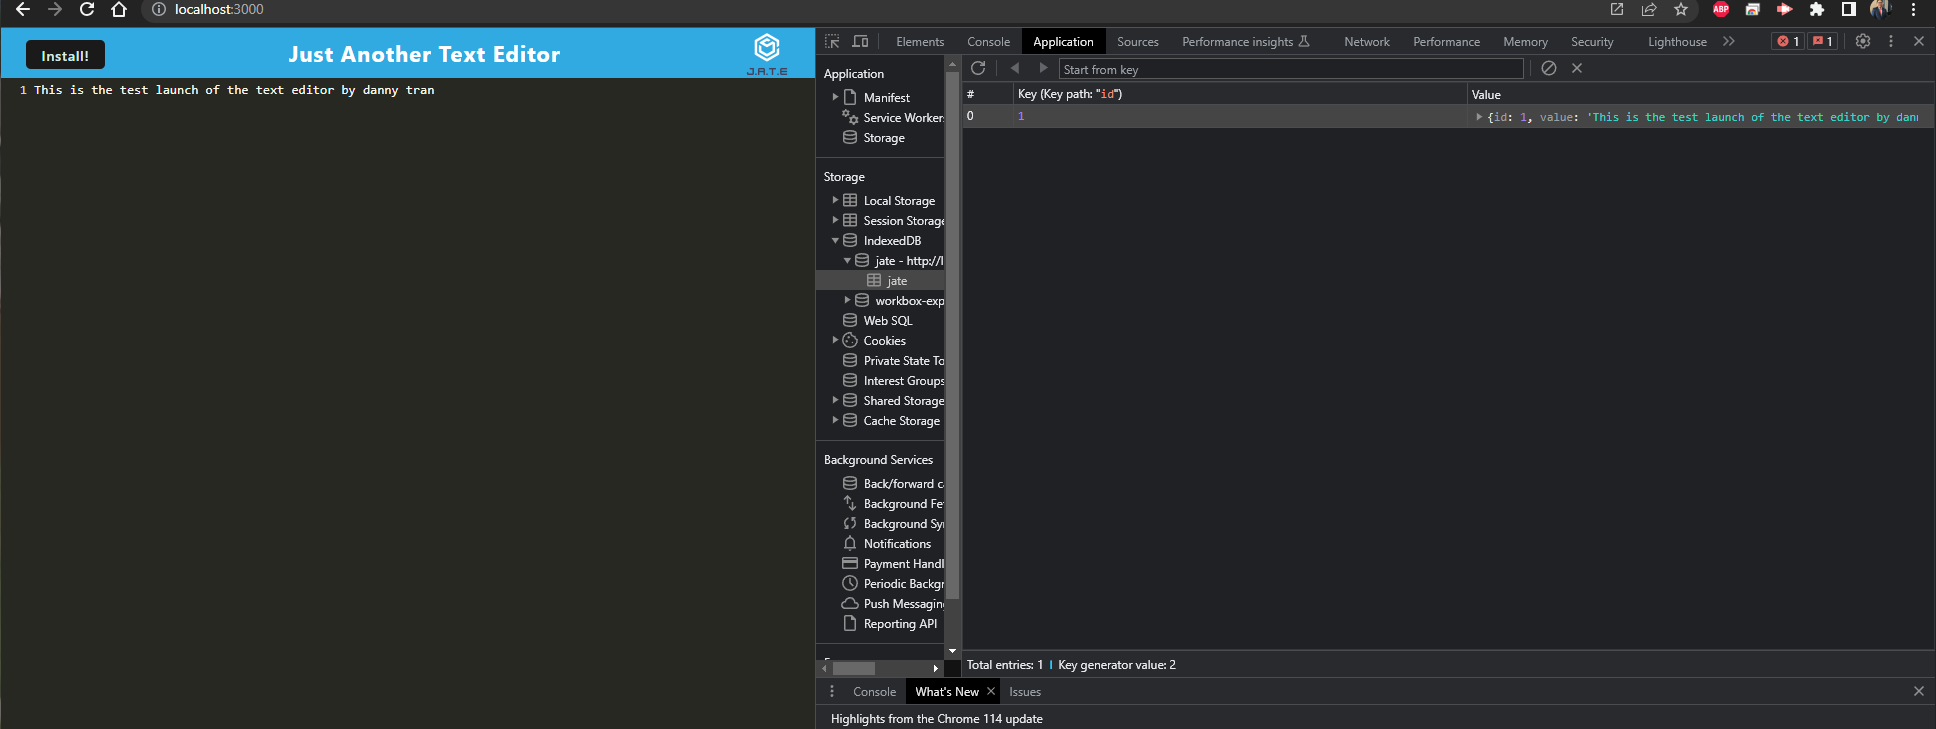 localhost:3000
ABP
Install!
Just Another Text Editor
J.A.T.E
1 This is the test launch of the text editor by danny tran
Elements Console Application Sources Performance insights Network Performance Memory Security Lighthouse 1 1
Application
Manifest
Service Worker
Storage
Storage
Local Storage
Session Storage
IndexedDB
jate - http://l
jate
workbox-exp
Web SQL
Cookies
Private State To
Interest Groups
Shared Storage
Cache Storage
Background Services
Back/forward c
Background Fe
Background Sy
Notifications
Payment Handl
Periodic Backgr
Push Messaging
Reporting API
Start from key
# Key (Key path: "id") Value
0 1 {id: 1, value: 'This is the test launch of the text editor by dann
Total entries: 1 Key generator value: 2
Console What's New Issues
Highlights from the Chrome 114 update